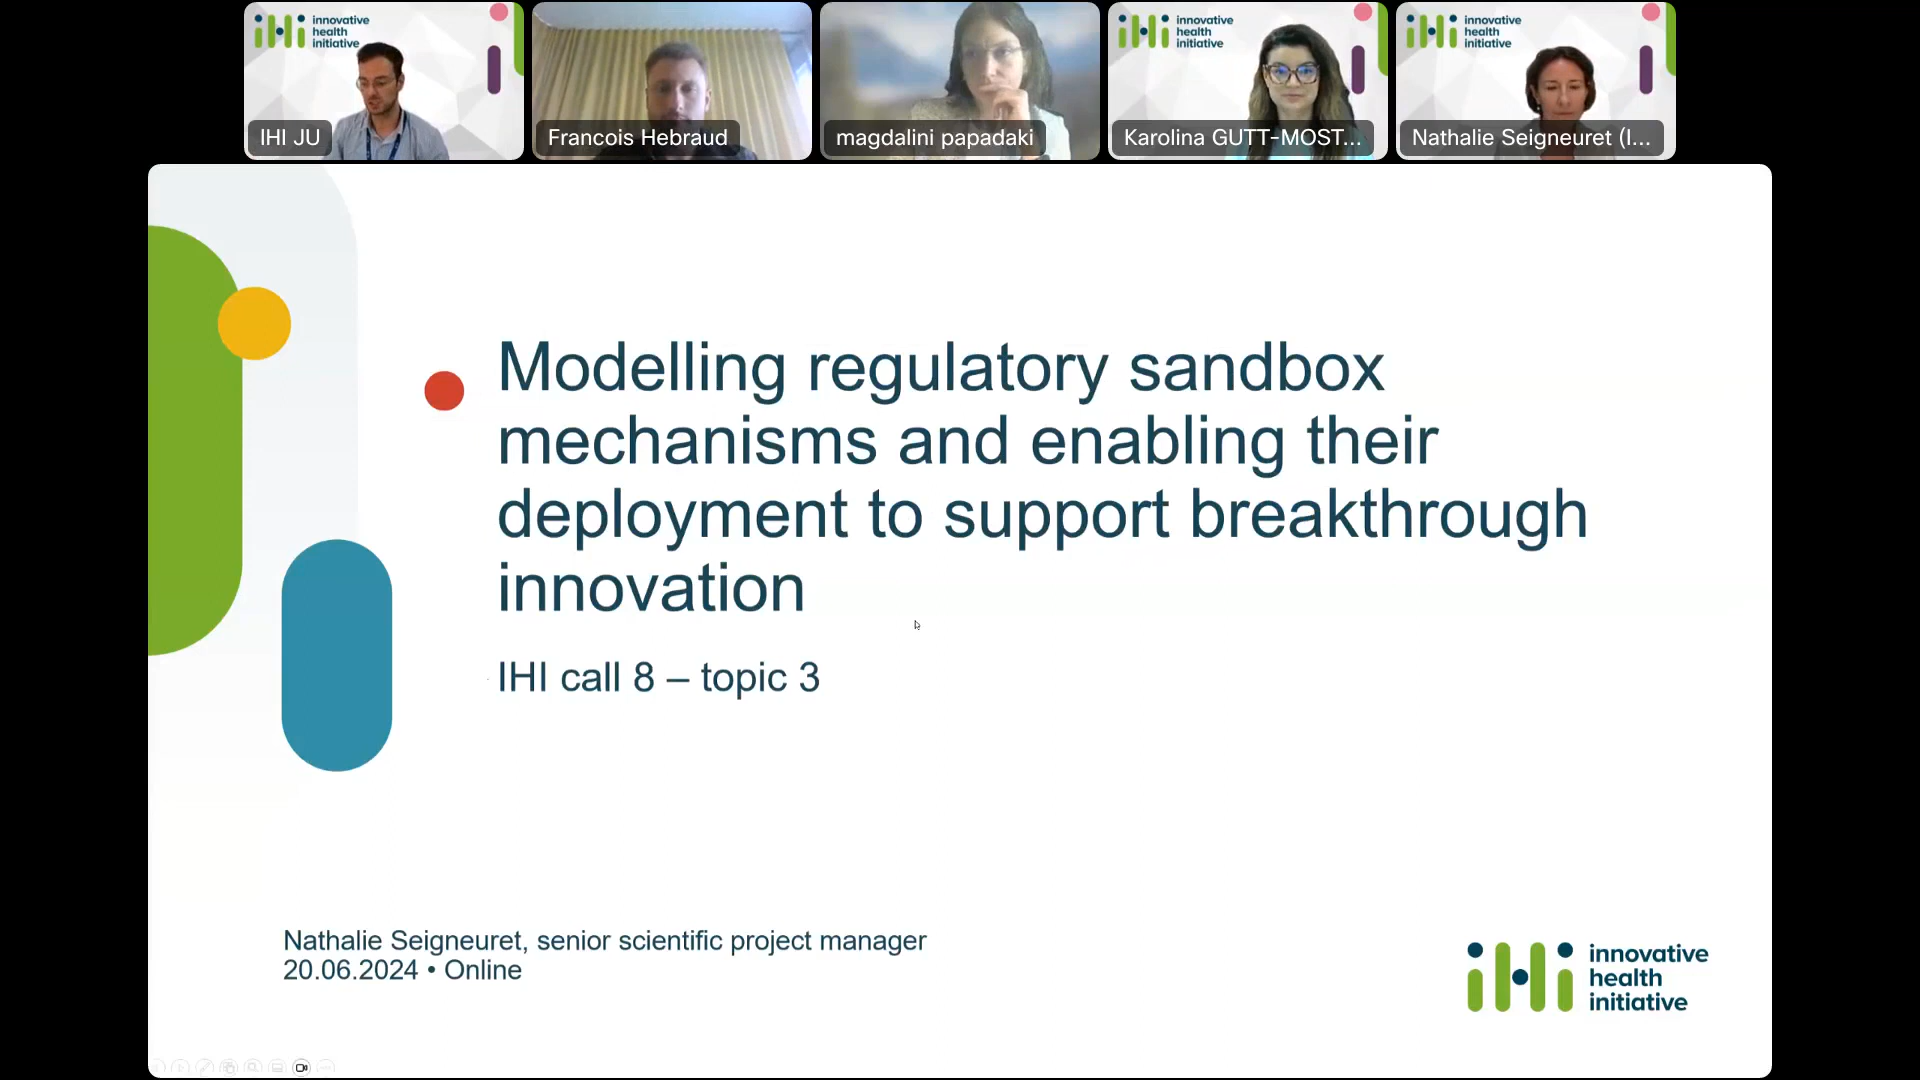 innovative
health
initiative
IHI JU
Francois Hebraud
magdalini papadaki
innovative
health
initiative
Karolina GUTT-MOST...
innovative
health
initiative
Nathalie Seigneuret (I...
Modelling regulatory sandbox
mechanisms and enabling their
deployment to support breakthrough
innovation
IHI call 8 – topic 3
Nathalie Seigneuret, senior scientific project manager
20.06.2024 • Online
iHi innovative
health
initiative